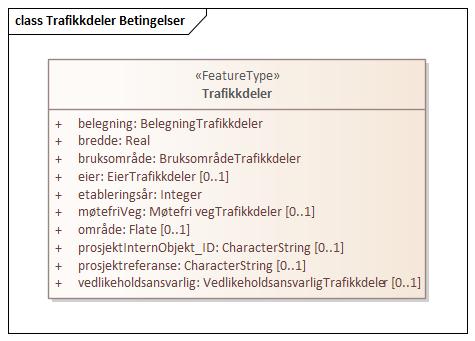 class Trafikkdeler Betingelser
«FeatureType»
Trafikkdeler
+ belegning: BelegningTrafikkdeler
+ bredde: Real
+ bruksområde: BruksområdeTrafikkdeler
+ eier: EierTrafikkdeler [0..1]
+ etableringsår: Integer
+ møtefriVeg: Møtefri vegTrafikkdeler [0..1]
+ område: Flate [0..1]
+ prosjektInternObjekt_ID: CharacterString [0..1]
+ prosjektreferanse: CharacterString [0..1]
+ vedlikeholdsansvarlig: VedlikeholdsansvarligTrafikkdeler [0..1]